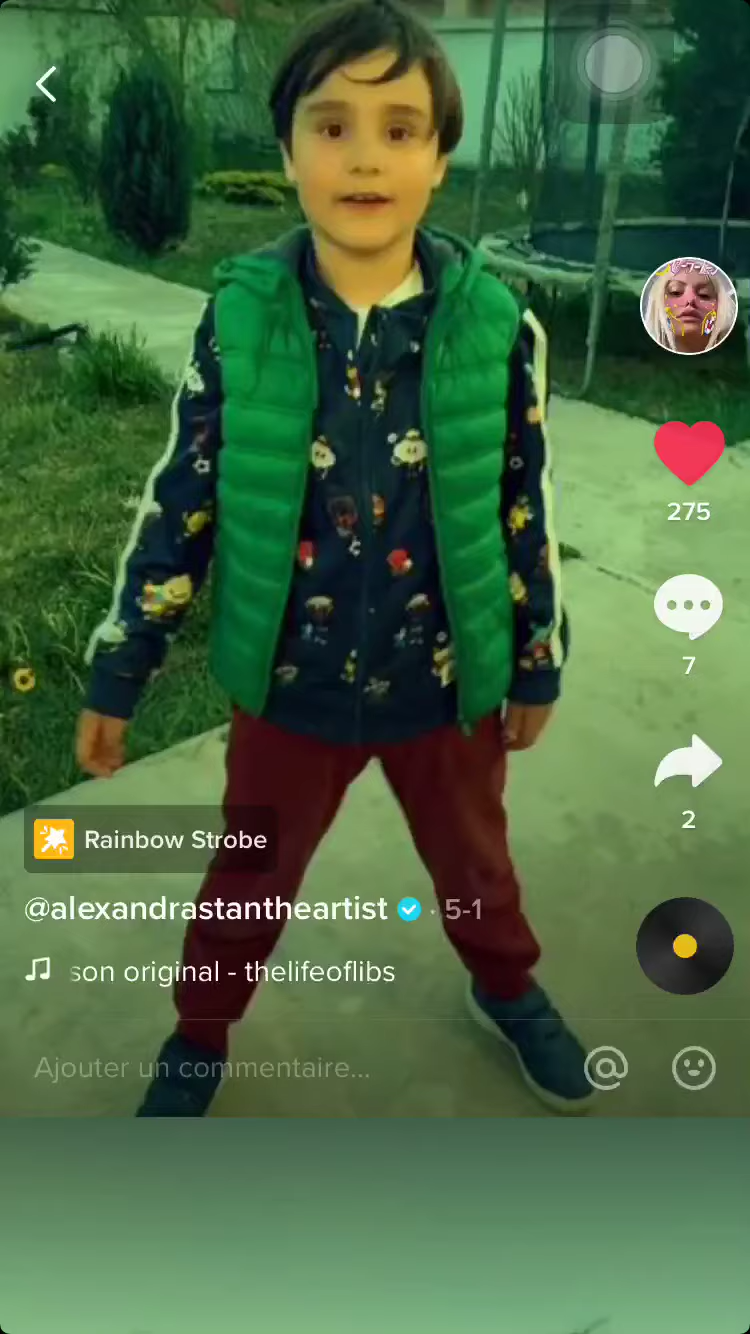 275
7
2
Rainbow Strobe
@alexandrastantheartist · 5-1
son original - thelifeoflibs
Ajouter un commentaire...